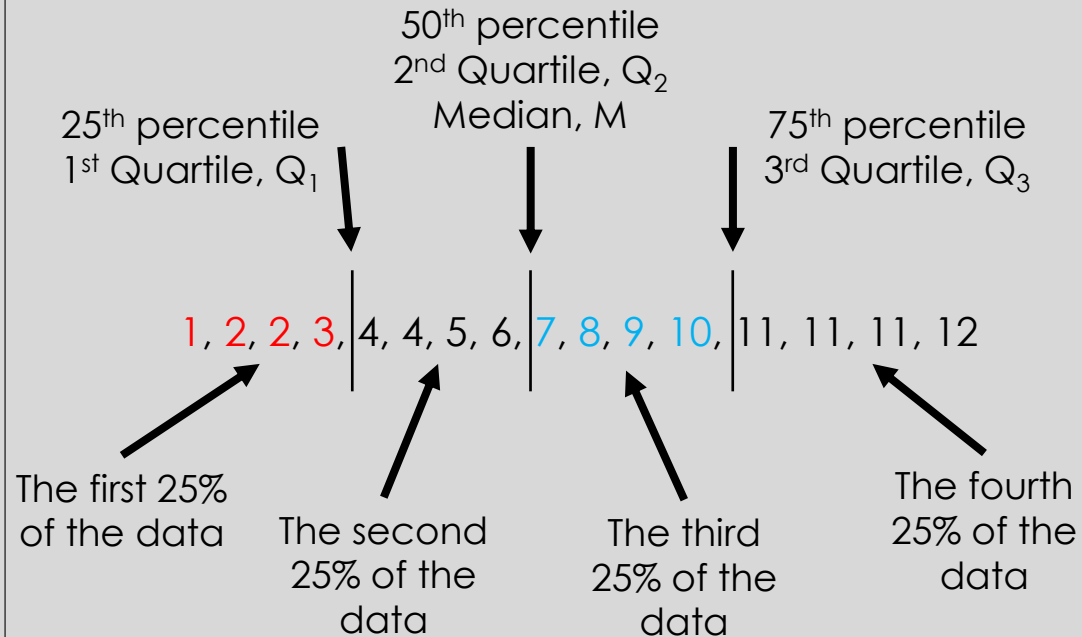 50th percentile
2nd Quartile, Q2
Median, M
25th percentile
1st Quartile, Q1
75th percentile
3rd Quartile, Q3
1, 2, 2, 3, 4, 4, 5, 6, 7, 8, 9, 10, 11, 11, 11, 12
The first 25%
of the data
The second
25% of the
data
The third
25% of the
data
The fourth
25% of the
data